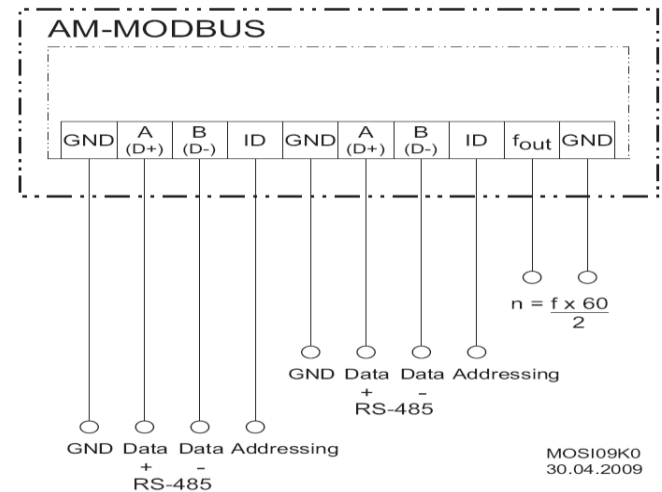 AM-MODBUS
GND A (D+) B (D-) ID GND A (D+) B (D-) ID fout GND
n = f x 60
2
GND Data Data Addressing
+ -
RS-485
GND Data Data Addressing
+ -
RS-485
MOSI09K0
30.04.2009